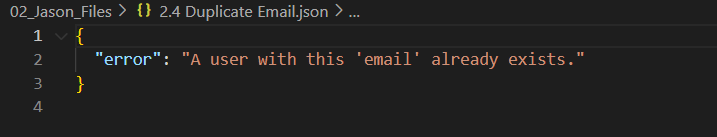 02_Jason_Files > {} 2.4 Duplicate Email.json > ...
1 {
2 "error": "A user with this 'email' already exists."
3 }
4